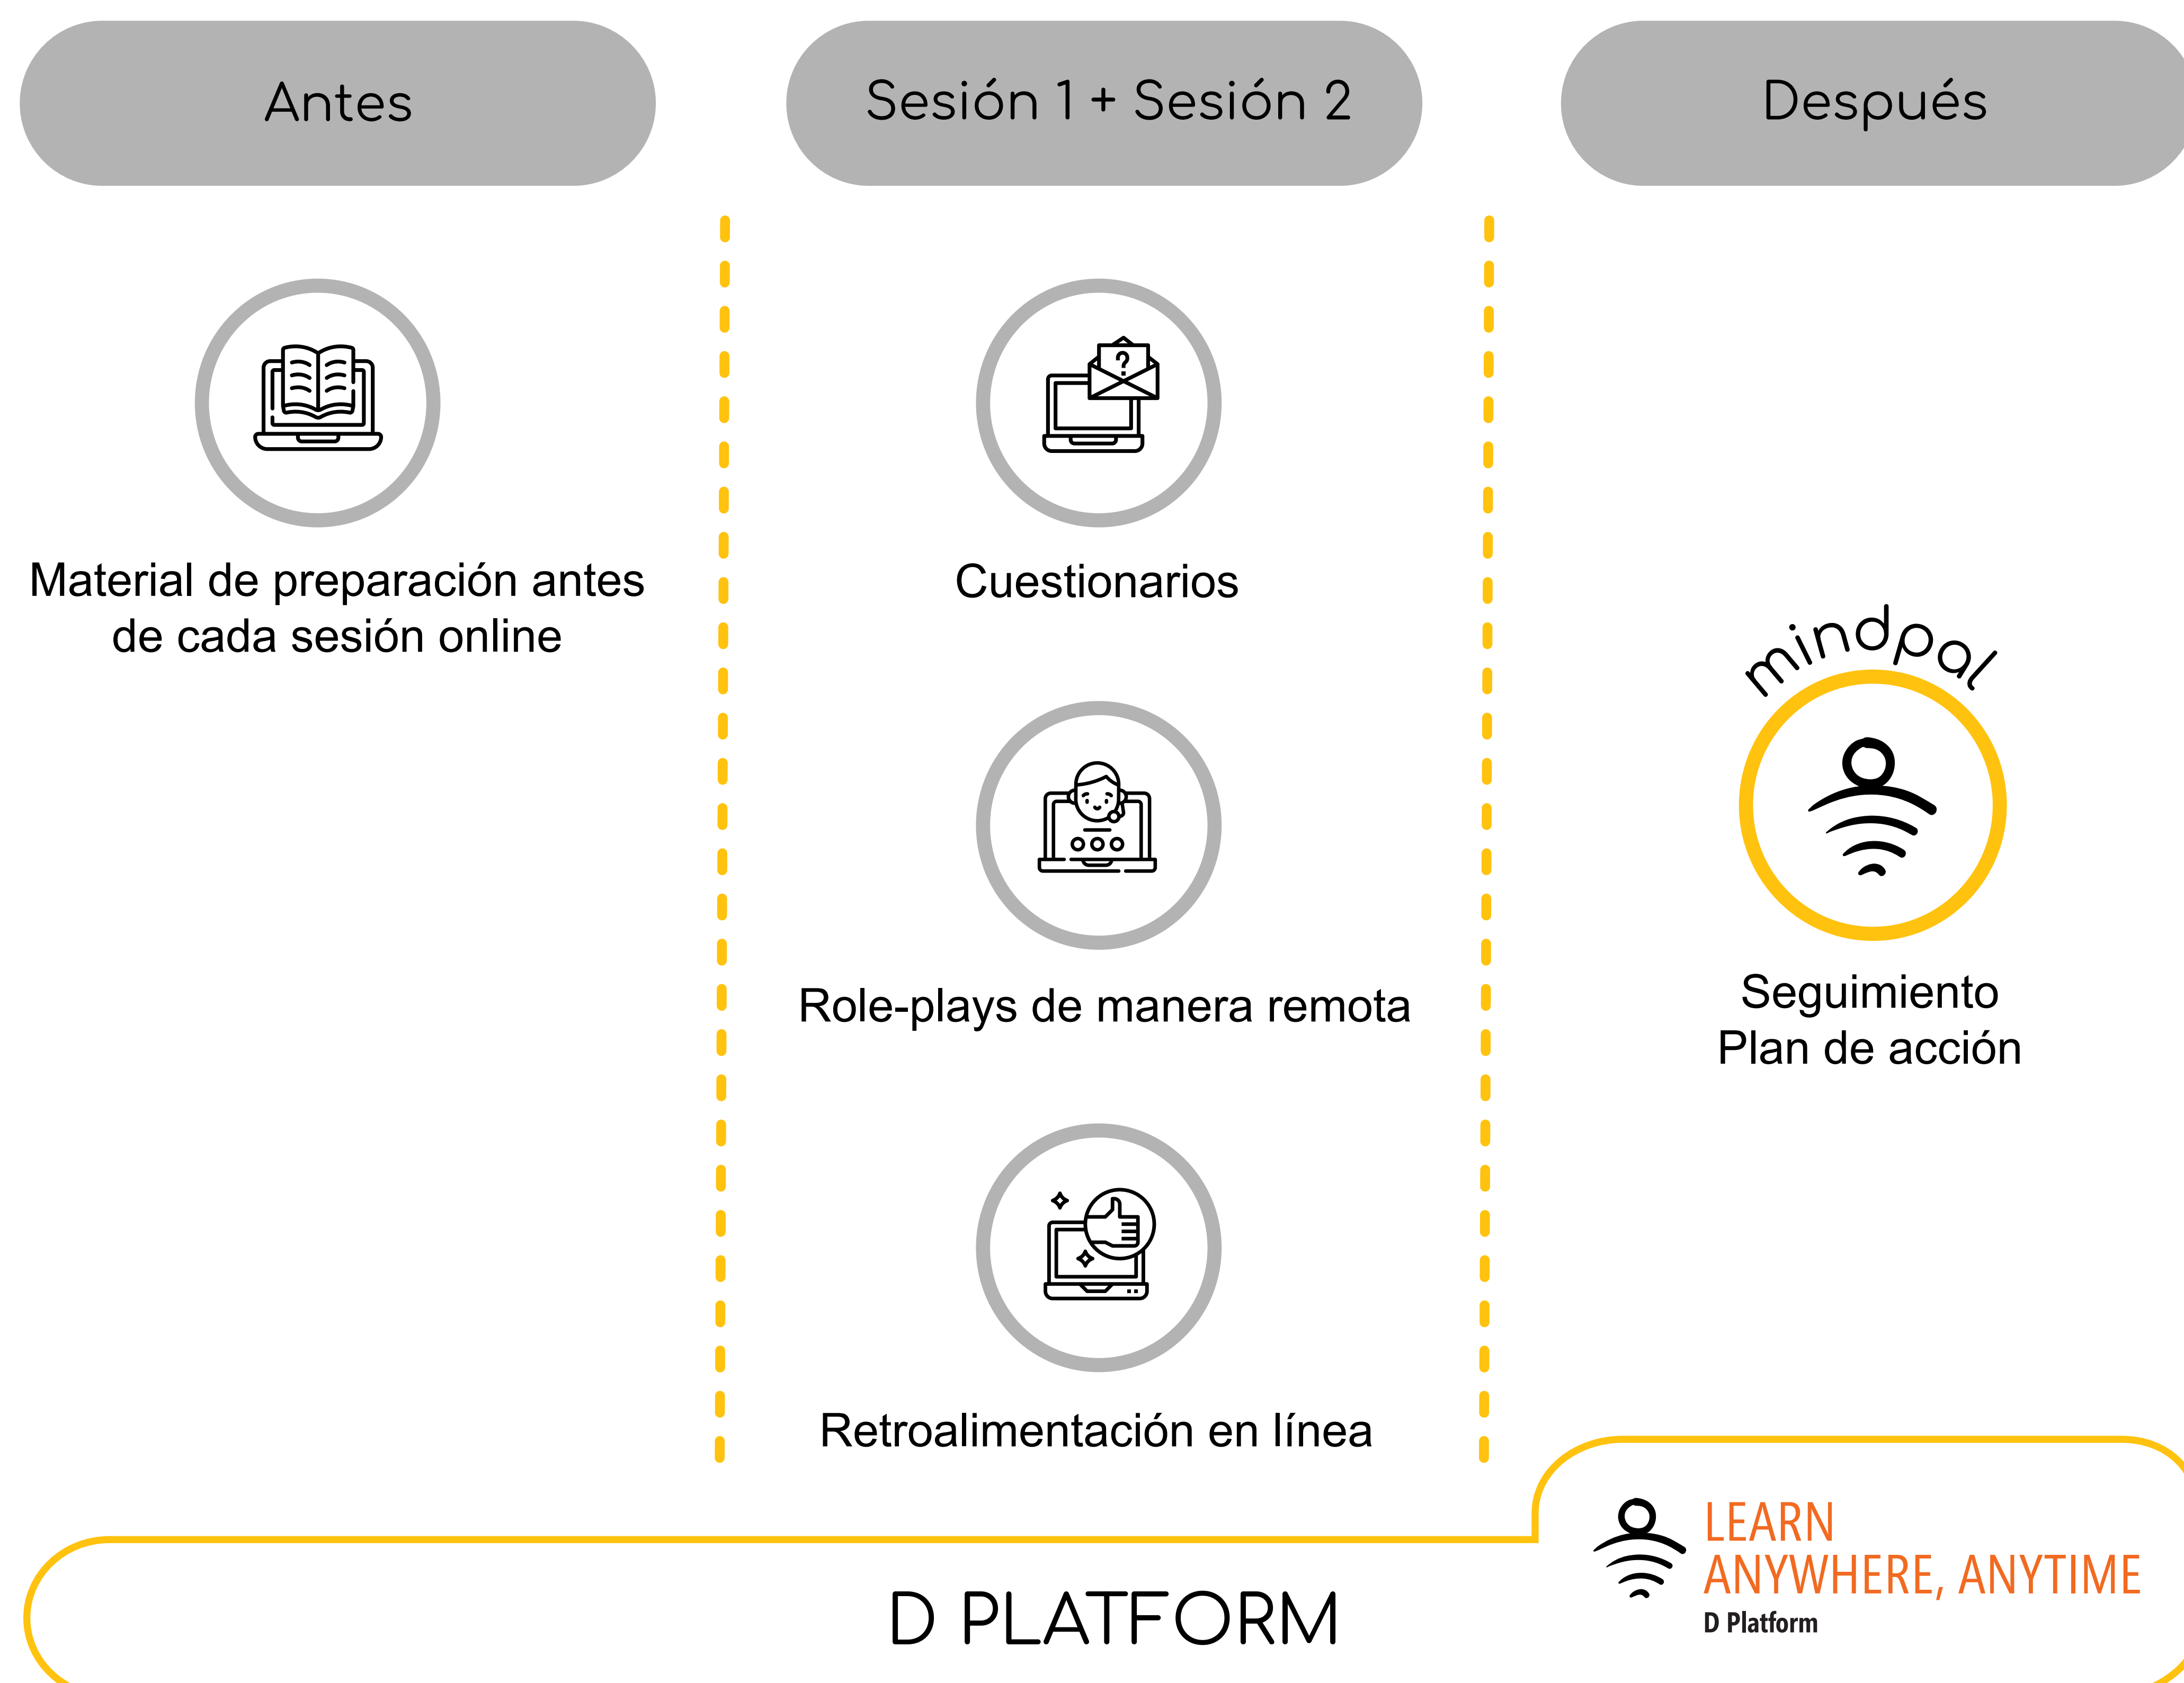 Antes
Sesión 1 + Sesión 2
Después
Material de preparación antes
de cada sesión online
?
Cuestionarios
Role-plays de manera remota
Retroalimentación en línea
mindpal
Seguimiento
Plan de acción
D PLATFORM
LEARN
ANYWHERE, ANYTIME
D Platform